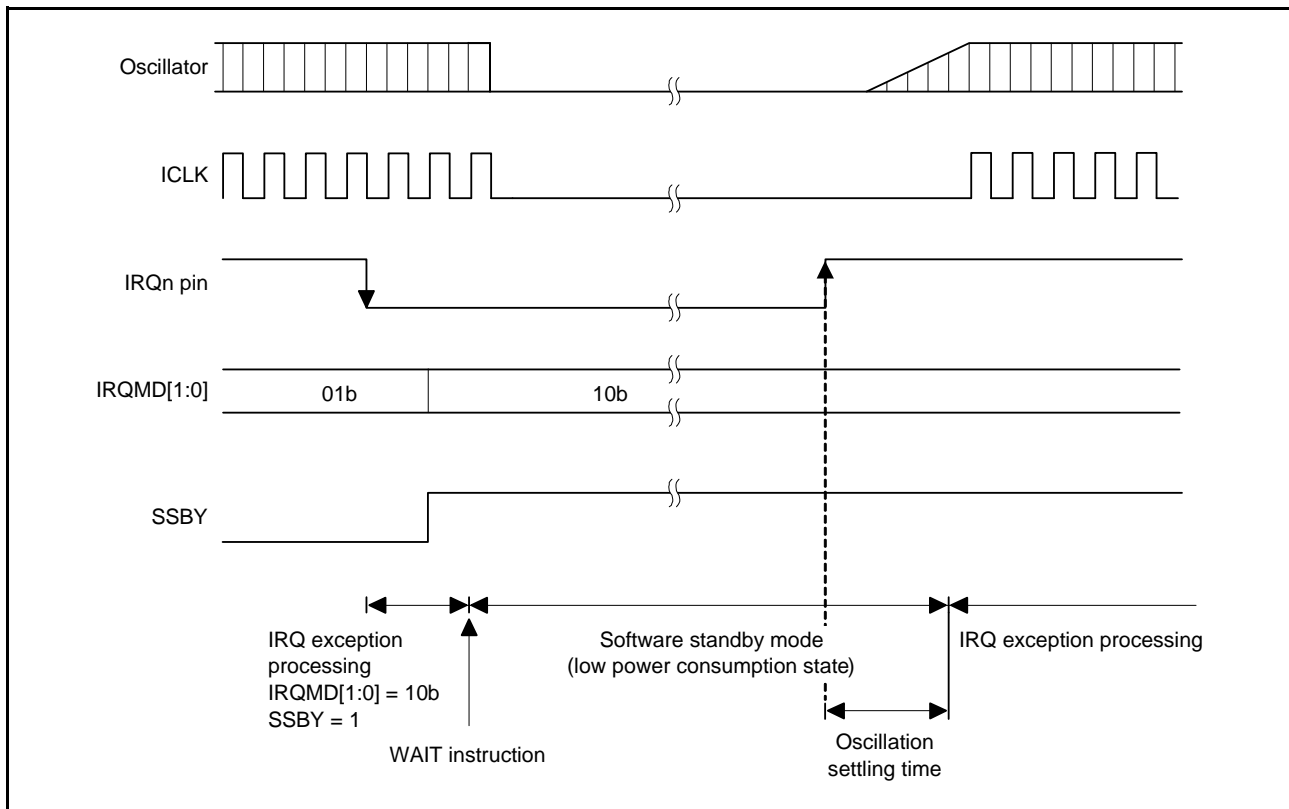 Oscillator
ICLK
IRQn pin
IRQMD[1:0]
01b
10b
SSBY
IRQ exception
processing
IRQMD[1:0] = 10b
SSBY = 1
WAIT instruction
Software standby mode
(low power consumption state)
Oscillation
settling time
IRQ exception processing